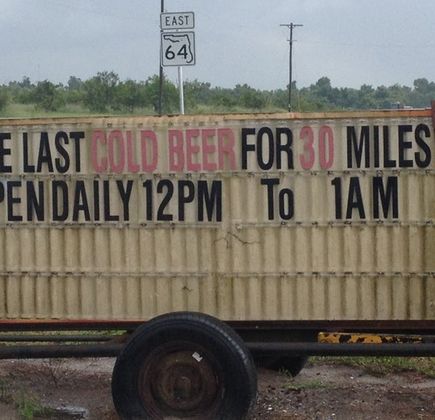 EAST
64
E LAST COLD BEER FOR 30 MILES
PEN DAILY 12PM To 1AM